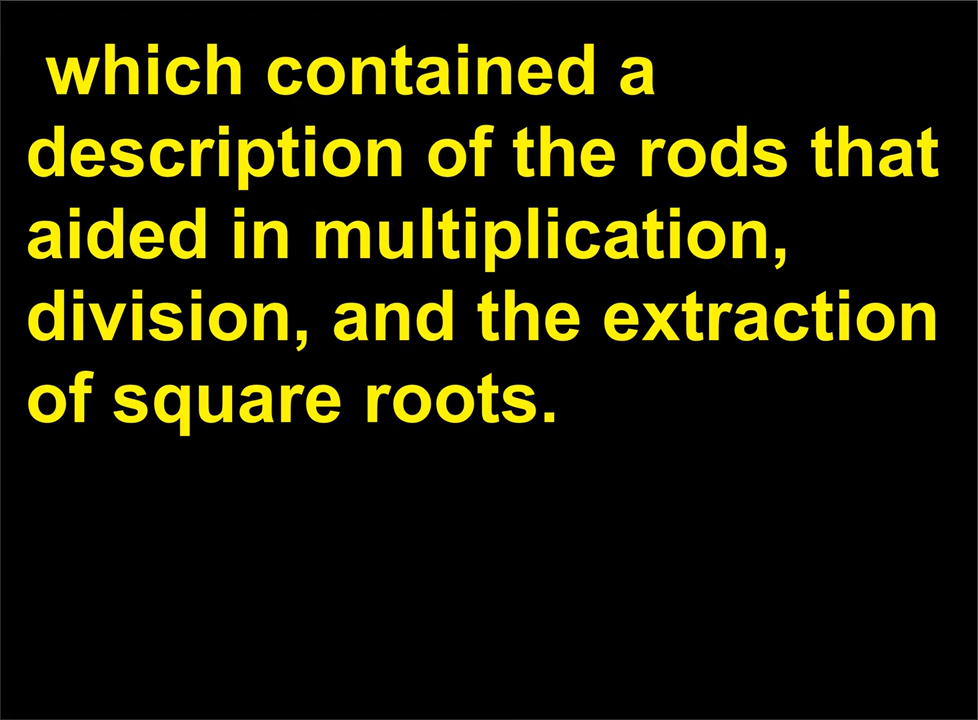 which contained a
description of the rods that
aided in multiplication,
division, and the extraction
of square roots.